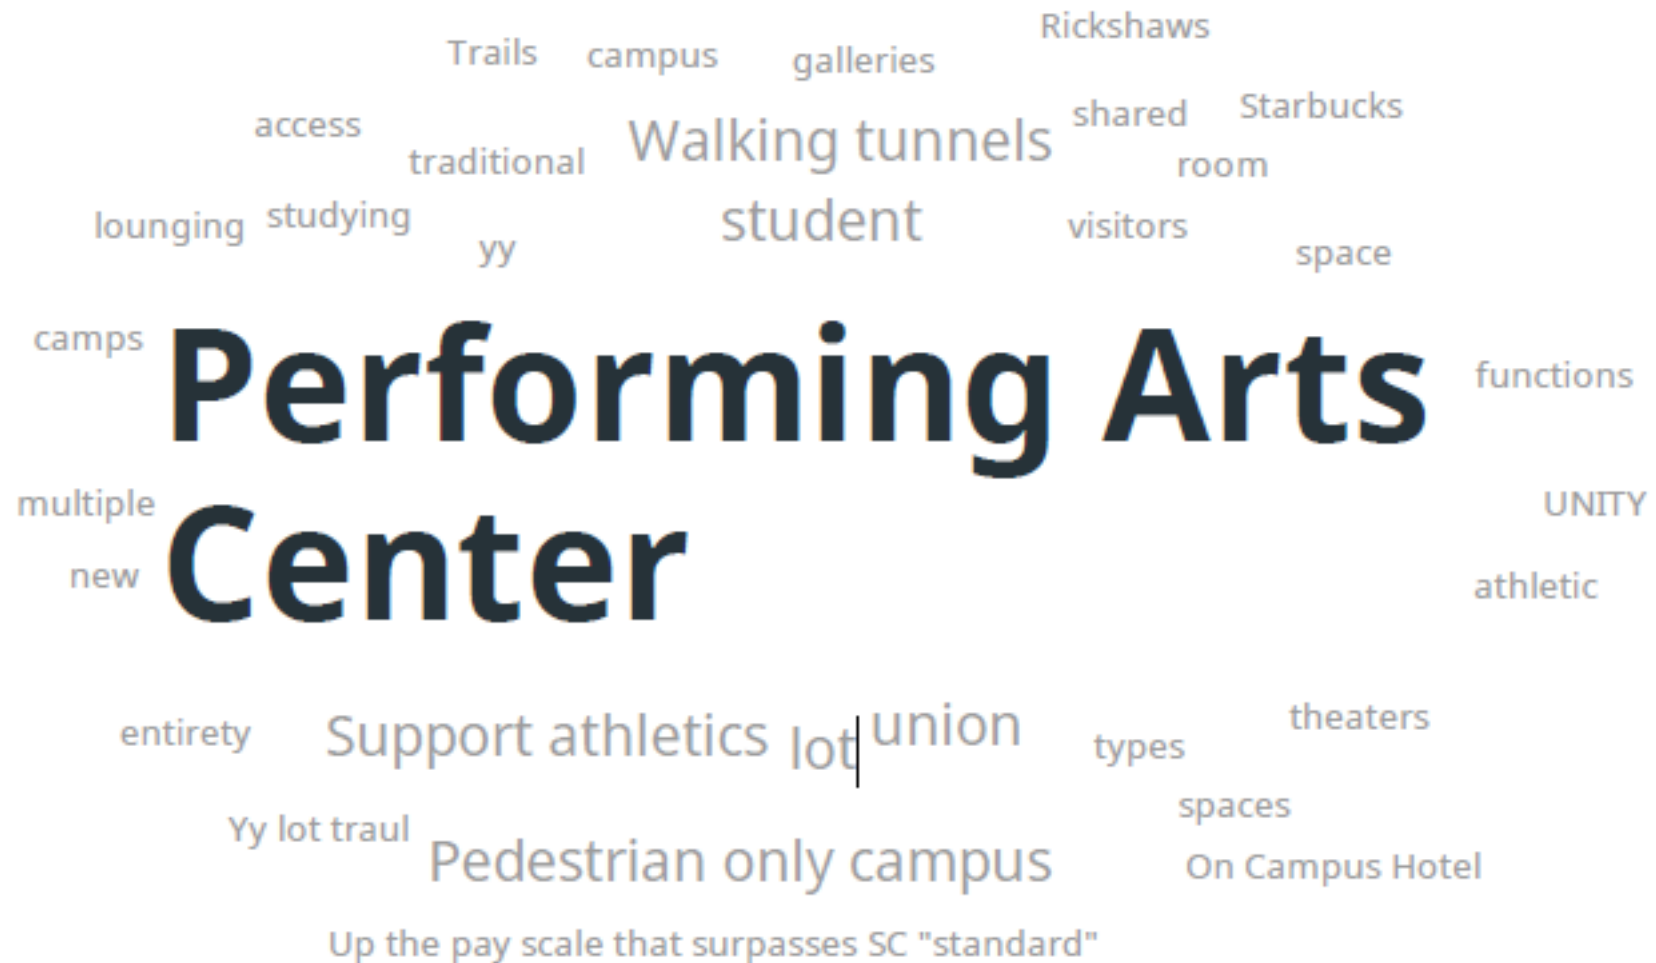 Rickshaws
Trails campus galleries
Starbucks
shared
access
Walking tunnels
traditional
room
studying
student
lounging
visitors
yy
space
camps
Performing Arts
functions
multiple
UNITY
Center
new
athletic
theaters
union
entirety
Support athletics
lot
types
spaces
Yy lot traul
Pedestrian only campus
On Campus Hotel
Up the pay scale that surpasses SC "standard"